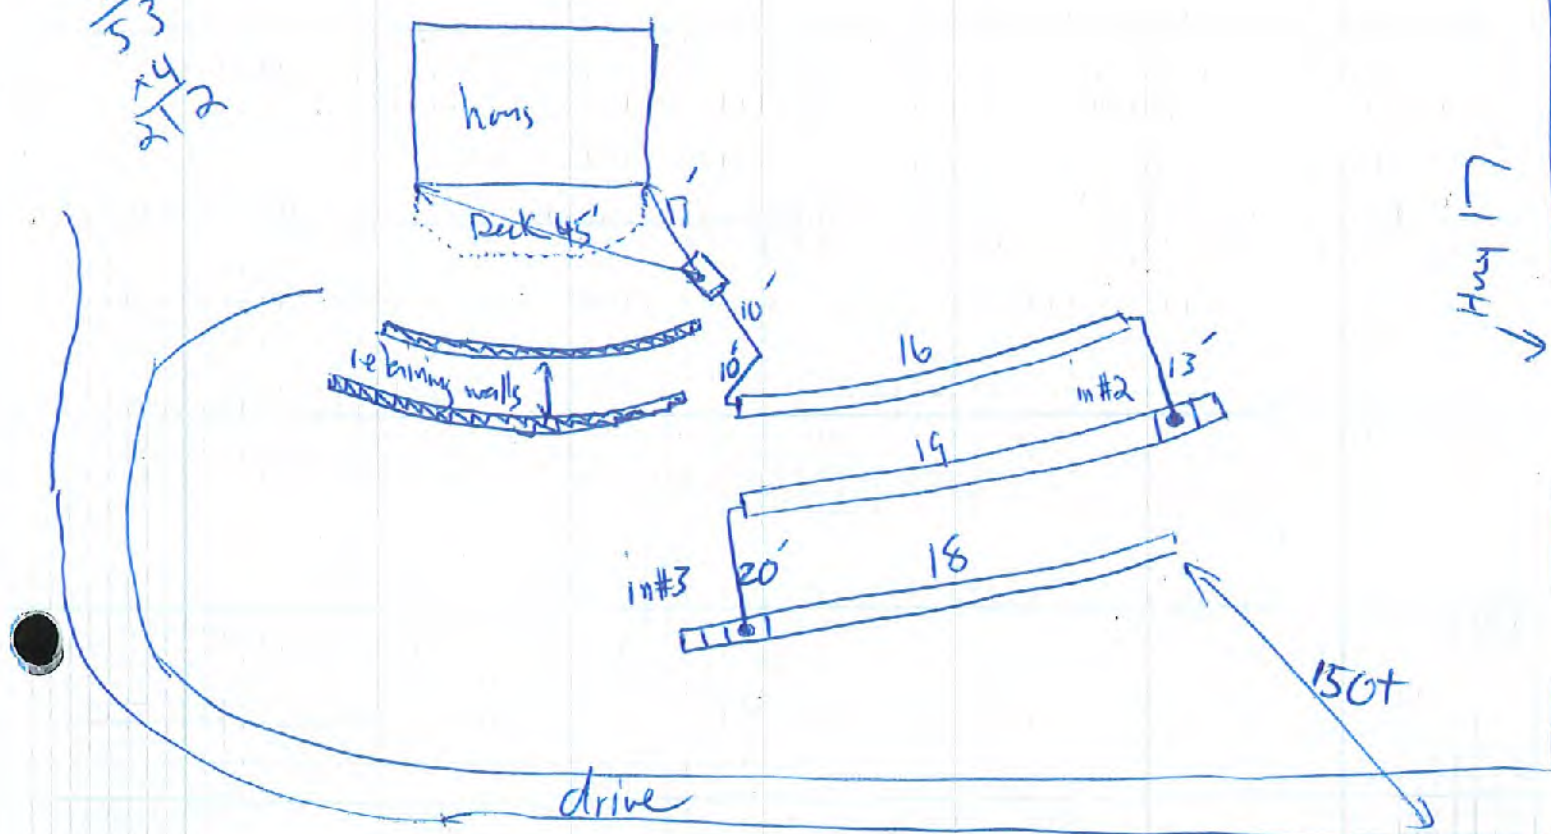 53
x4
212
hous
17'
Deck 45'
10'
10'
retaining walls
16
13'
in#2
19
in#3
20'
18
150+
drive
Hwy 17